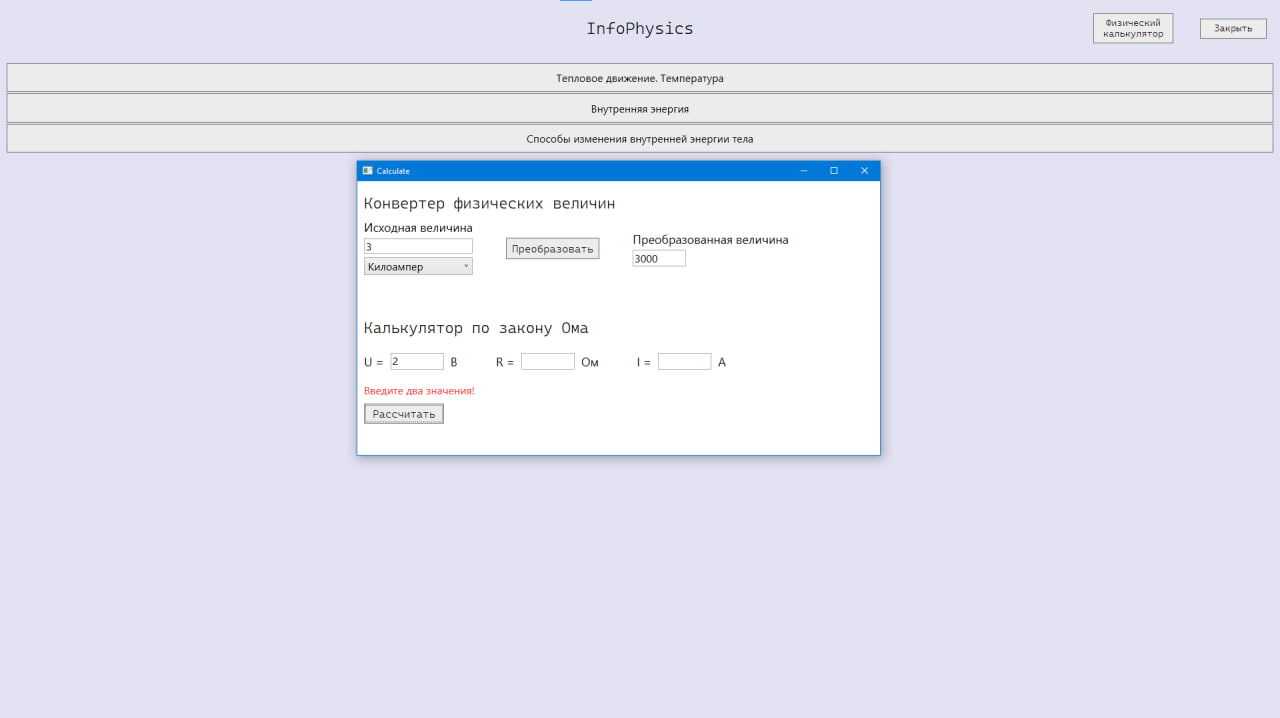 InfoPhysics
Физический
калькулятор
Закрыть
Тепловое движение. Температура
Внутренняя энергия
Способы изменения внутренней энергии тела
Calculate
Конвертер физических величин
Исходная величина
3
Килоампер
Преобразовать
Преобразованная величина
3000
Калькулятор по закону Ома
U = 2 В R = Ом I = А
Введите два значения!
Рассчитать